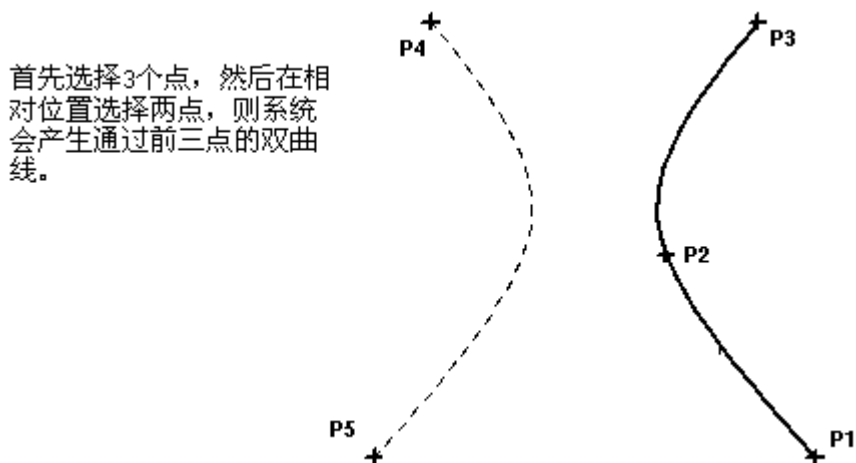 P4
P3
首先选择3个点，然后在相
对位置选择两点，则系统
会产生通过前三点的双曲
线。
P2
P5
P1